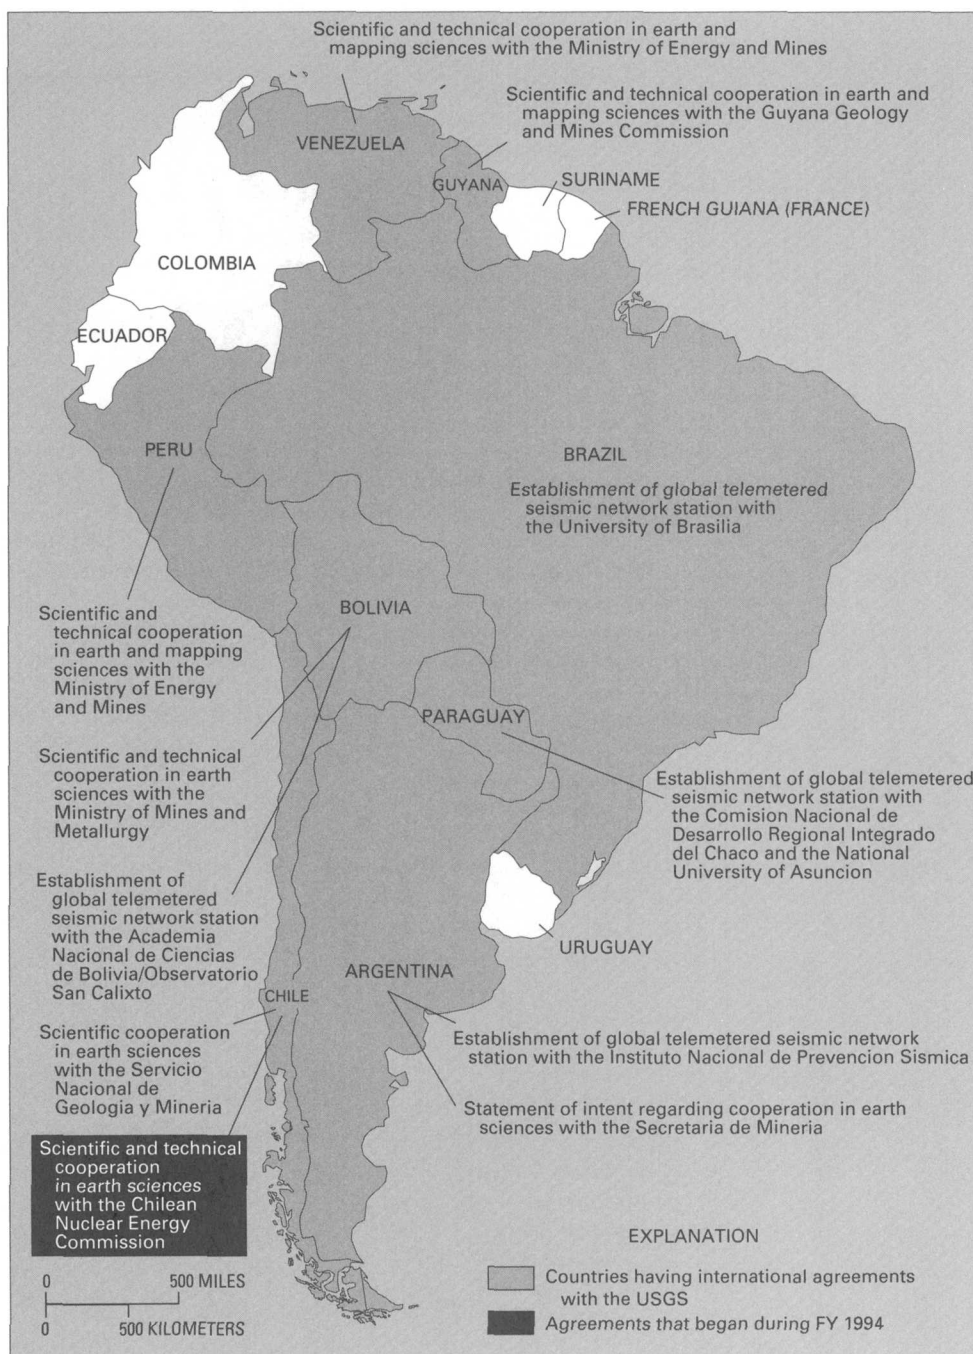 Scientific and technical cooperation in earth and
mapping sciences with the Ministry of Energy and Mines
Scientific and technical cooperation in earth and
mapping sciences with the Guyana Geology
and Mines Commission
VENEZUELA
GUYANA
SURINAME
FRENCH GUIANA (FRANCE)
COLOMBIA
ECUADOR
PERU
BRAZIL
Establishment of global telemetered
seismic network station with
the University of Brasilia
Scientific and
technical cooperation
in earth and mapping
sciences with the
Ministry of Energy
and Mines
BOLIVIA
PARAGUAY
Scientific and technical
cooperation in earth
sciences with the
Ministry of Mines and
Metallurgy
Establishment of global telemetered
seismic network station with
the Comision Nacional de
Desarrollo Regional Integrado
del Chaco and the National
University of Asuncion
Establishment of
global telemetered
seismic network station
with the Academia
Nacional de Ciencias
de Bolivia/Observatorio
San Calixto
URUGUAY
ARGENTINA
CHILE
Scientific cooperation
in earth sciences
with the Servicio
Nacional de
Geologia y Mineria
Establishment of global telemetered seismic network
station with the Instituto Nacional de Prevencion Sismica
Statement of intent regarding cooperation in earth
sciences with the Secretaria de Mineria
Scientific and technical
cooperation
in earth sciences
with the Chilean
Nuclear Energy
Commission
EXPLANATION
Countries having international agreements
with the USGS
Agreements that began during FY 1994
0 500 MILES
0 500 KILOMETERS